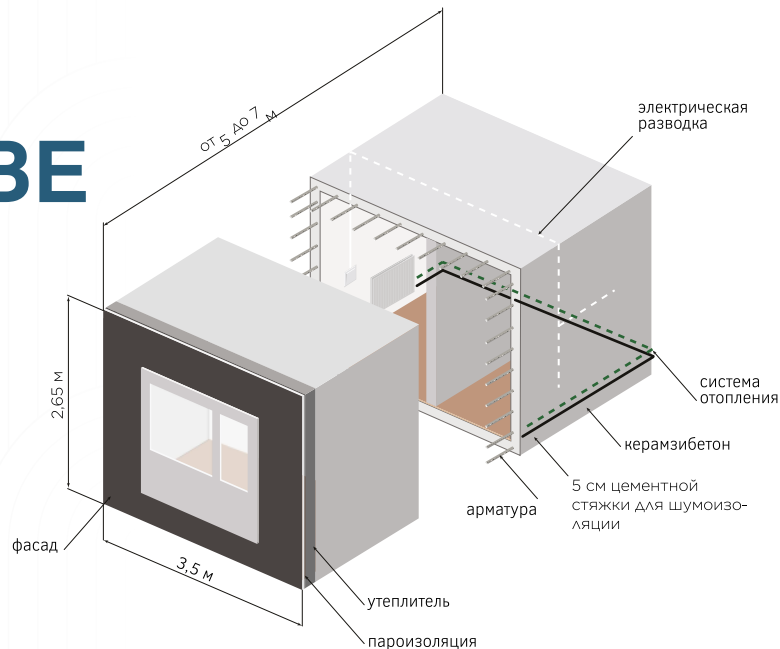 от 5 до 7 м
ВЕ
электрическая
разводка
2,65 м
система
отопления
керамзибетон
5 см цементной
стяжки для шумоизо-
ляции
арматура
фасад
3,5 м
утеплитель
пароизоляция